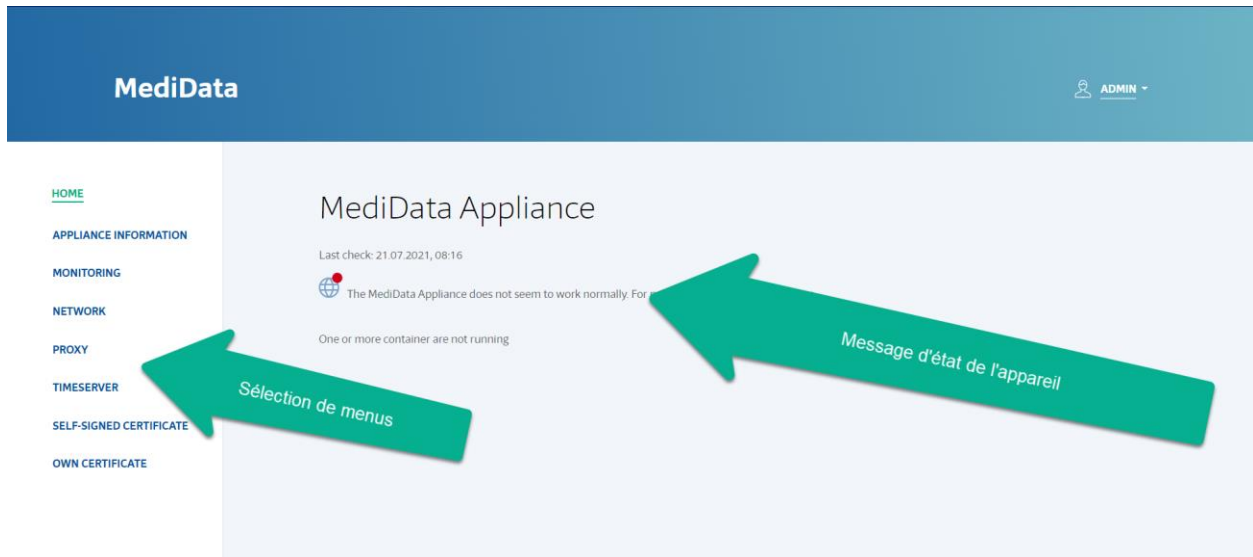 MediData
ADMIN
HOME
APPLIANCE INFORMATION
MONITORING
NETWORK
PROXY
TIMESERVER
SELF-SIGNED CERTIFICATE
OWN CERTIFICATE
MediData Appliance
Last check: 21.07.2021, 08:16
The MediData Appliance does not seem to work normally. For
One or more container are not running
Sélection de menus
Message d'état de l'appareil